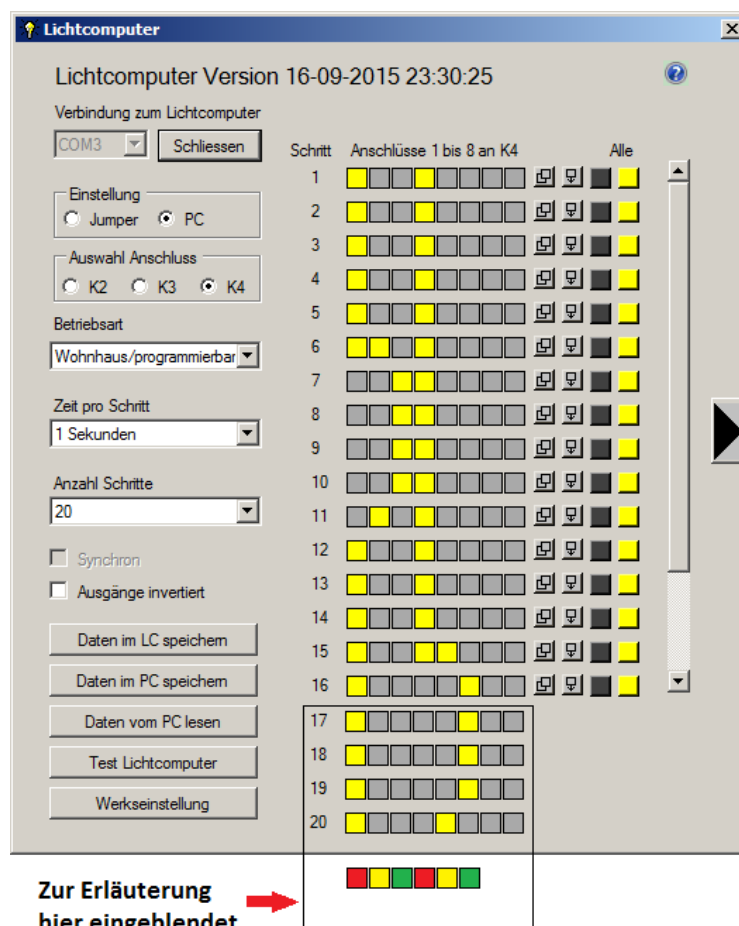 Lichtcomputer
Lichtcomputer Version 16-09-2015 23:30:25
Verbindung zum Lichtcomputer
COM3 Schliessen
Einstellung
Jumper PC
Auswahl Anschluss
K2 K3 K4
Betriebsart
Wohnhaus/programmierbar
Zeit pro Schritt
1 Sekunden
Anzahl Schritte
20
Synchron
Ausgänge invertiert
Daten im LC speichern
Daten im PC speichern
Daten vom PC lesen
Test Lichtcomputer
Werkseinstellung
Schritt Anschlüsse 1 bis 8 an K4 Alle
1
2
3
4
5
6
7
8
9
10
11
12
13
14
15
16
17
18
19
20
Zur Erläuterung
hier eingeblendet